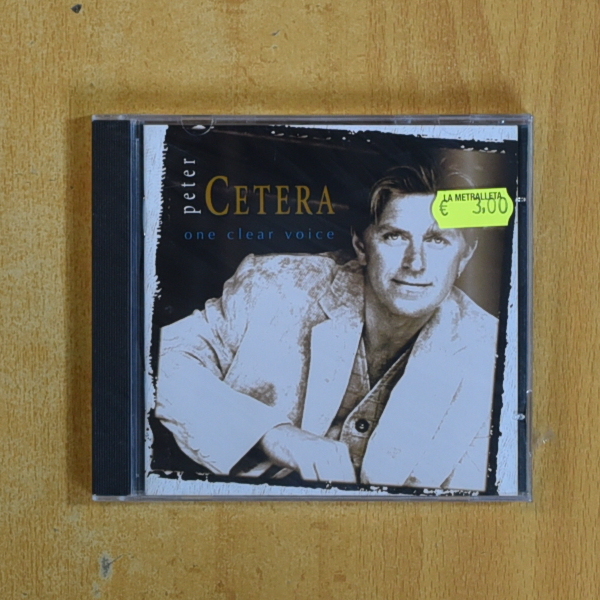 peter
CETERA
one clear voice
LA METRALLETA
€ 3,00